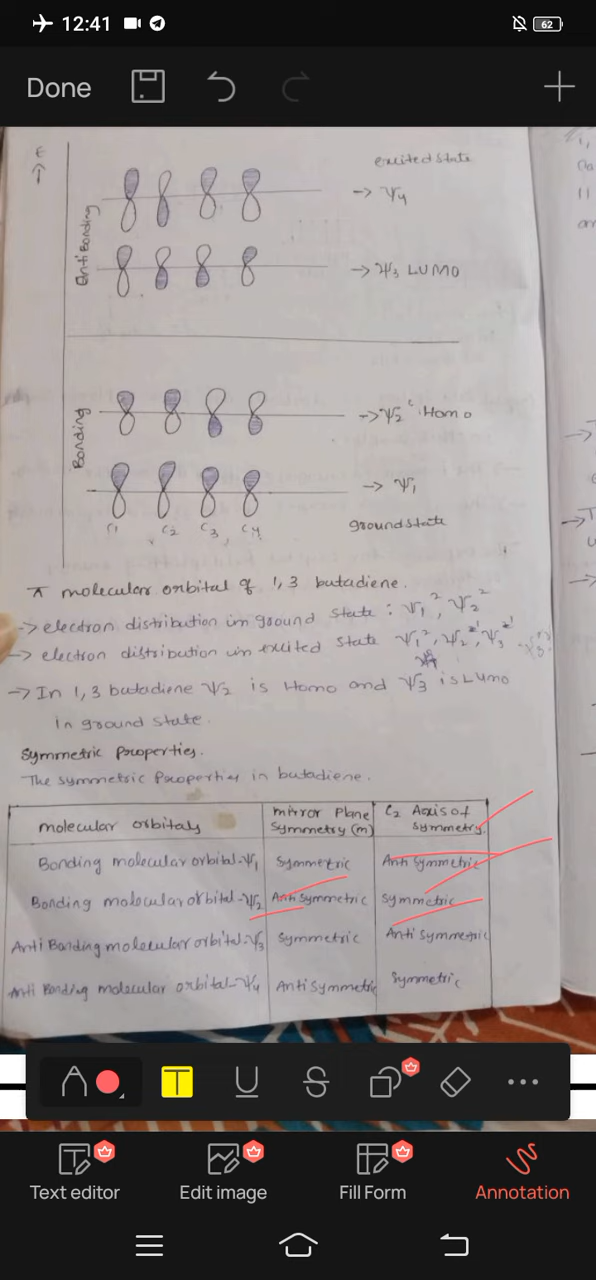 12:41
62
Done
E
excited state
→ Ψ4
Anti Bonding
→ Ψ3 LUMO
Bonding
→ Ψ2 Homo
→ Ψ1
C1 C2 C3, C4
ground state
π molecular orbital of 1,3 butadiene.
→ electron distribution in ground state : Ψ1², Ψ2²
→ electron distribution in excited state Ψ1², Ψ2¹, Ψ3¹
→ In 1,3 butadiene Ψ2 is Homo and Ψ3 is Lumo
in ground state.
Symmetric Properties.
The symmetric Properties in butadiene.
molecular orbitals mirror Plane Symmetry (m) C2 Axis of Symmetry
Bonding molecular orbital-Ψ1 Symmetric Anti symmetric
Bonding molecular orbital-Ψ2 Anti symmetric Symmetric
Anti Bonding molecular orbital-Ψ3 Symmetric Anti symmetric
Anti Bonding molecular orbital-Ψ4 Anti Symmetric Symmetric
T U S
Text editor Edit image Fill Form Annotation